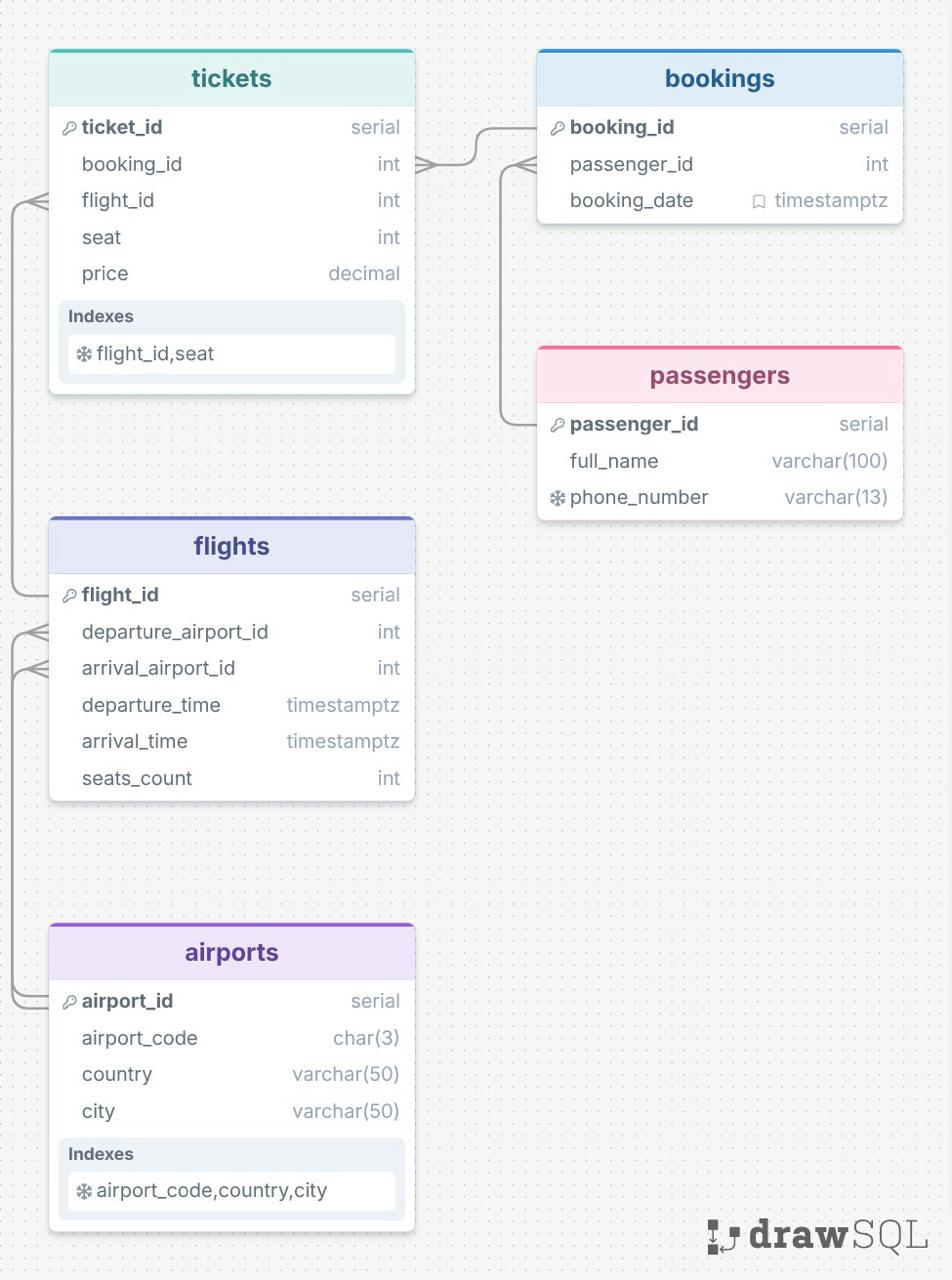 tickets
ticket_id serial
booking_id int
flight_id int
seat int
price decimal
Indexes
flight_id,seat
bookings
booking_id serial
passenger_id int
booking_date timestamptz
passengers
passenger_id serial
full_name varchar(100)
phone_number varchar(13)
flights
flight_id serial
departure_airport_id int
arrival_airport_id int
departure_time timestamptz
arrival_time timestamptz
seats_count int
airports
airport_id serial
airport_code char(3)
country varchar(50)
city varchar(50)
Indexes
airport_code,country,city
drawSQL